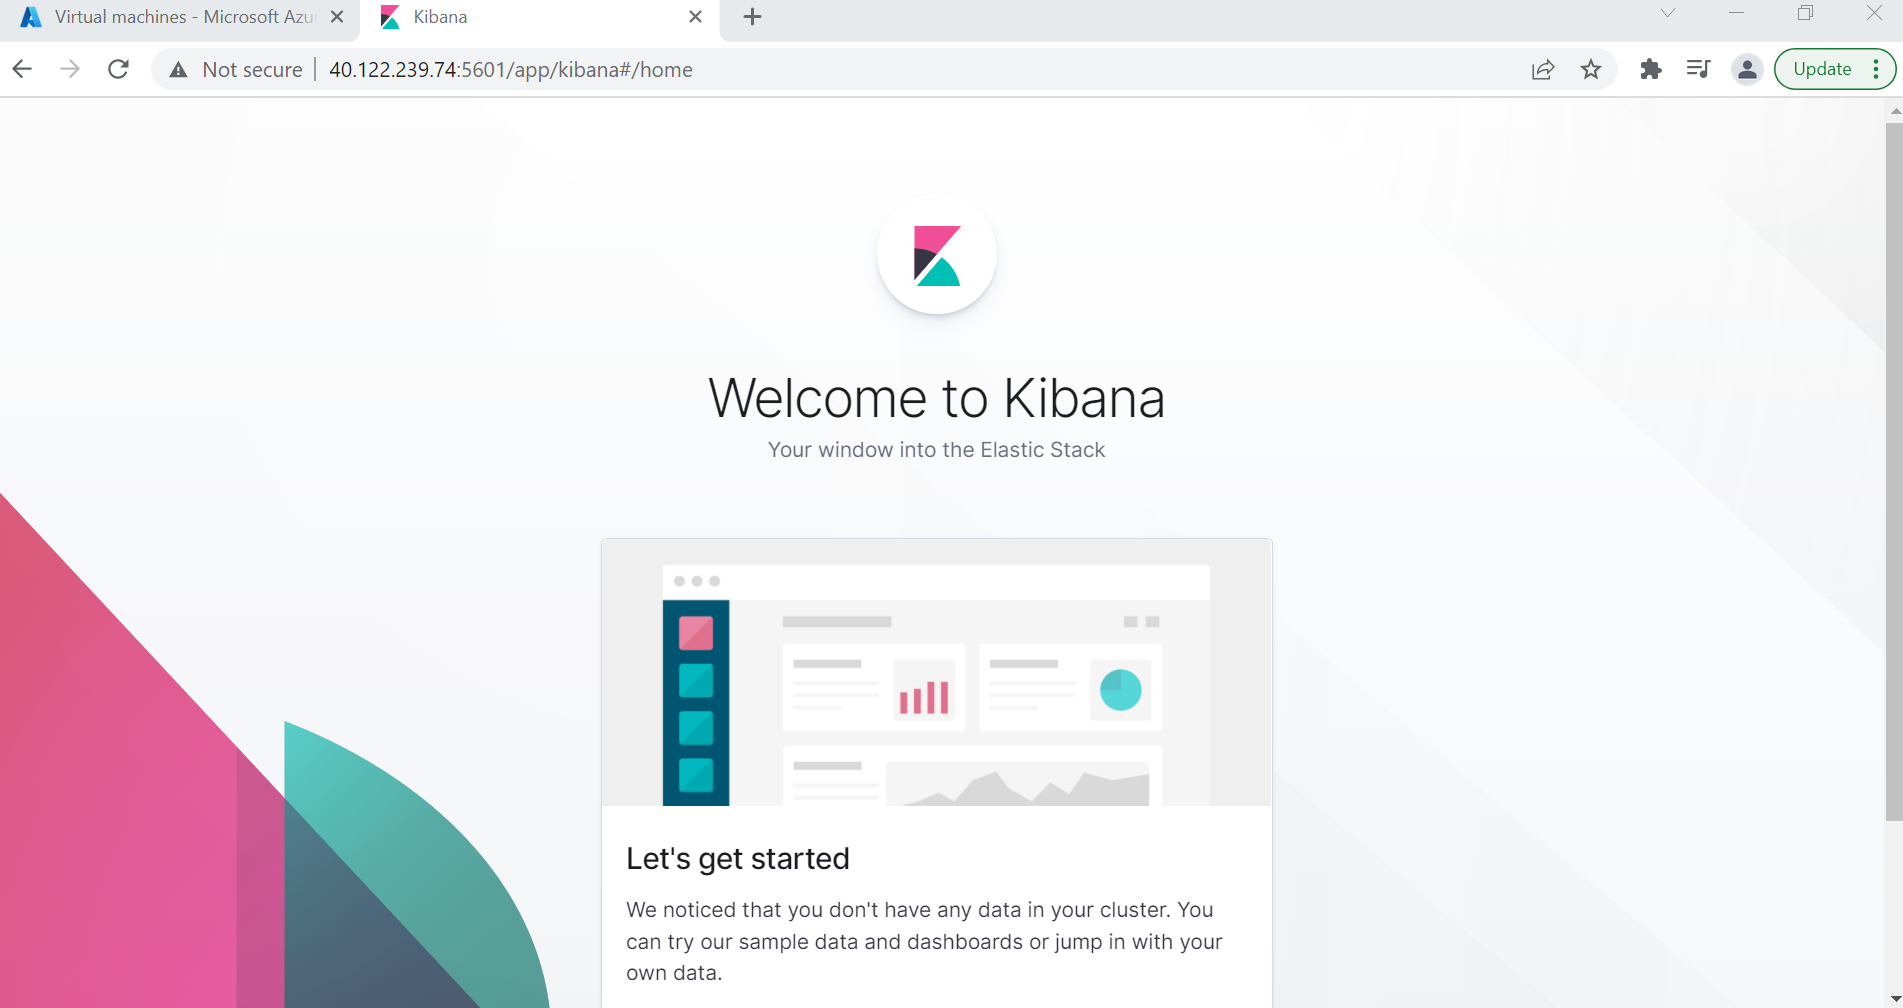 Virtual machines - Microsoft Azu
Kibana
Not secure
40.122.239.74:5601/app/kibana#/home
Update
Welcome to Kibana
Your window into the Elastic Stack
Let's get started
We noticed that you don't have any data in your cluster. You
can try our sample data and dashboards or jump in with your
own data.